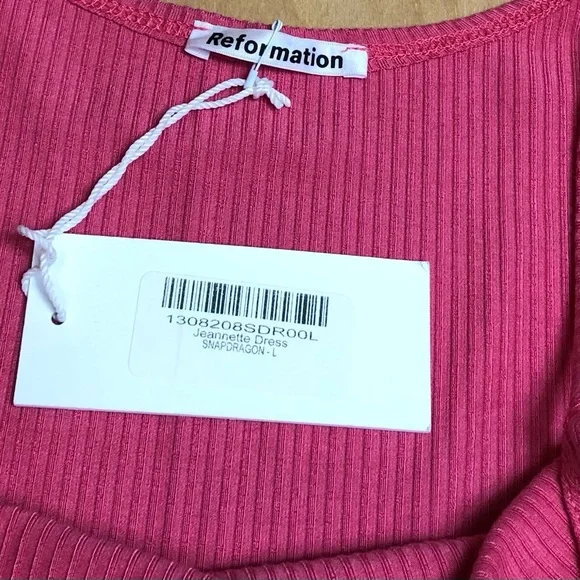 Reformation
1308208SDR00L
Jeannette Dress
SNAPDRAGON - L